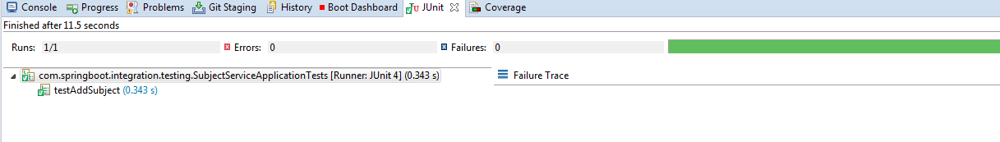 Console Progress Problems Git Staging History Boot Dashboard JUnit Coverage
Finished after 11.5 seconds
Runs: 1/1 Errors: 0 Failures: 0
com.springboot.integration.testing.SubjectServiceApplicationTests [Runner: JUnit 4] (0.343 s) Failure Trace
testAddSubject (0.343 s)